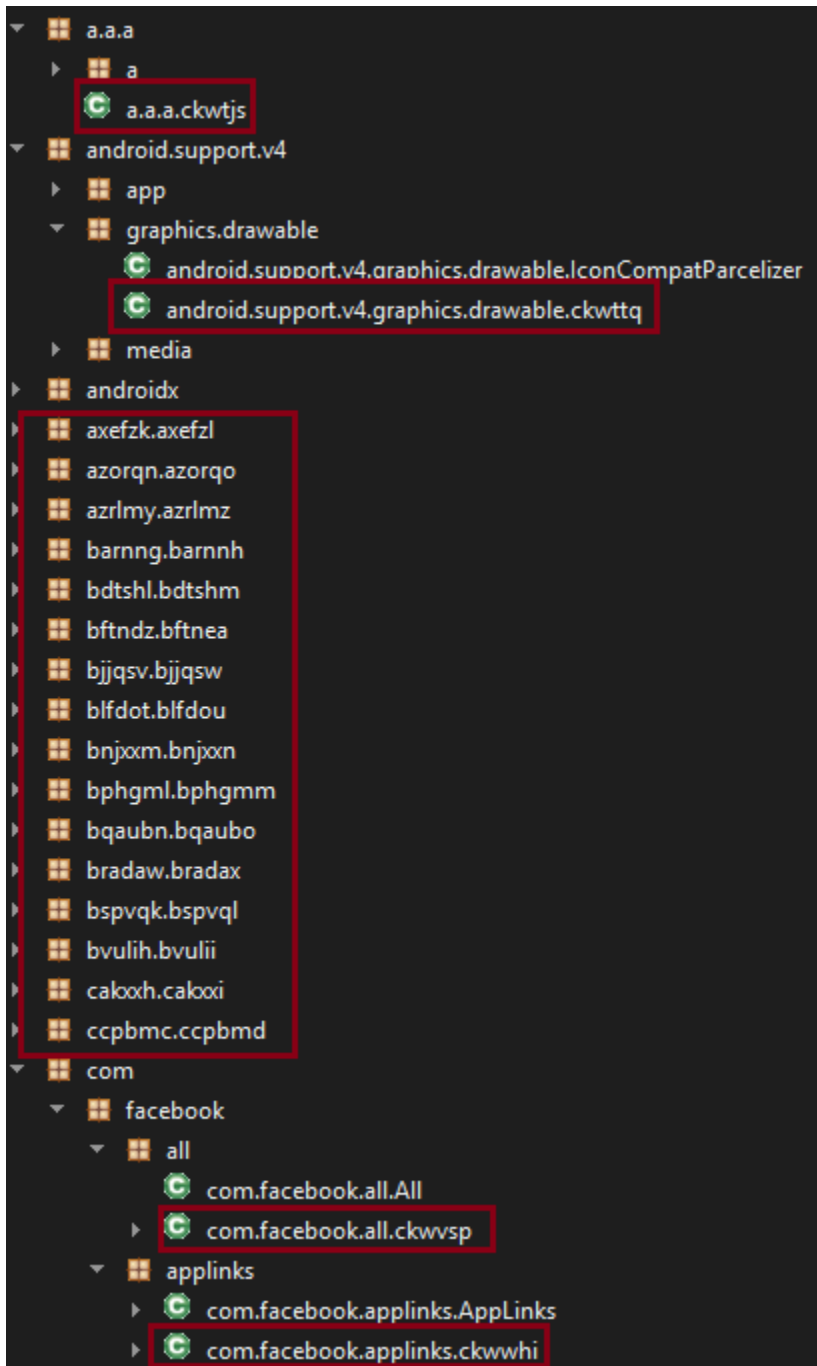 a.a.a
a
a.a.a.ckwtjs
android.support.v4
app
graphics.drawable
android.support.v4.graphics.drawable.IconCompatParcelizer
android.support.v4.graphics.drawable.ckwttq
media
androidx
axefzk.axefzl
azorqn.azorqo
azrlmy.azrlmz
barnng.barnnh
bdtshl.bdtshm
bftndz.bftnea
bjjqsv.bjjqsw
blfdot.blfdou
bnjxxm.bnjxxn
bphgml.bphgmm
bqaubn.bqaubo
bradaw.bradax
bspvqk.bspvql
bvulih.bvulii
cakxxh.cakxxi
ccpbmc.ccpbmd
com
facebook
all
com.facebook.all.All
com.facebook.all.ckwvsp
applinks
com.facebook.applinks.AppLinks
com.facebook.applinks.ckwwhi